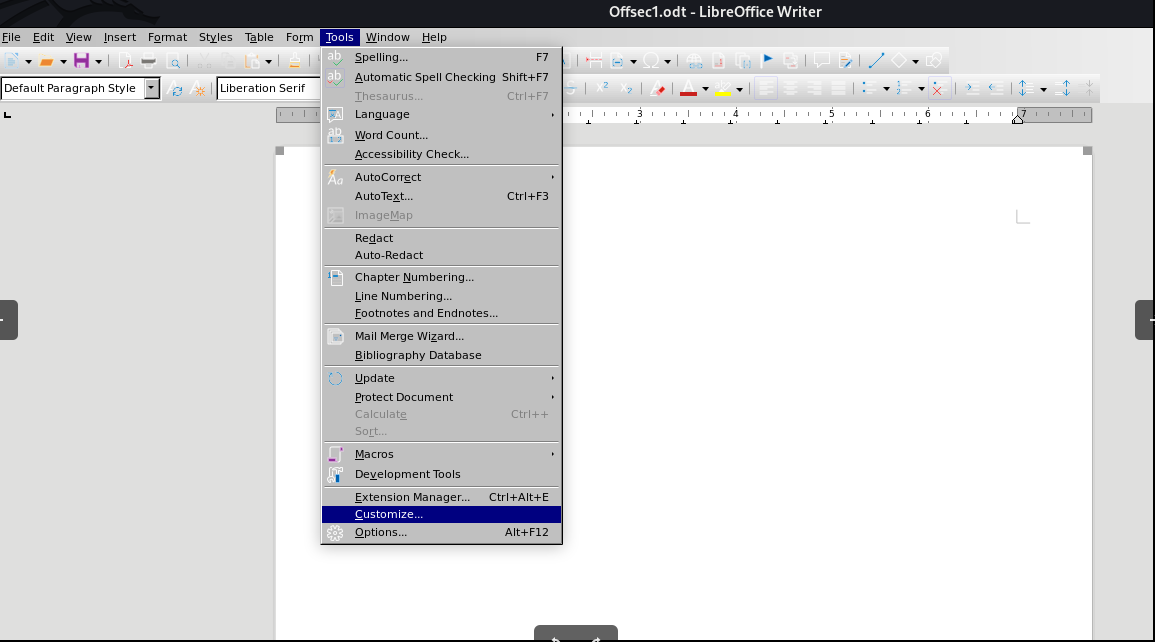 Offsec1.odt - LibreOffice Writer
File Edit View Insert Format Styles Table Form Tools Window Help
Default Paragraph Style
Liberation Serif
3 4 5 6 7
Spelling... F7
Automatic Spell Checking Shift+F7
Thesaurus... Ctrl+F7
Language
Word Count...
Accessibility Check...
AutoCorrect
AutoText... Ctrl+F3
ImageMap
Redact
Auto-Redact
Chapter Numbering...
Line Numbering...
Footnotes and Endnotes...
Mail Merge Wizard...
Bibliography Database
Update
Protect Document
Calculate Ctrl++
Sort...
Macros
Development Tools
Extension Manager... Ctrl+Alt+E
Customize...
Options... Alt+F12